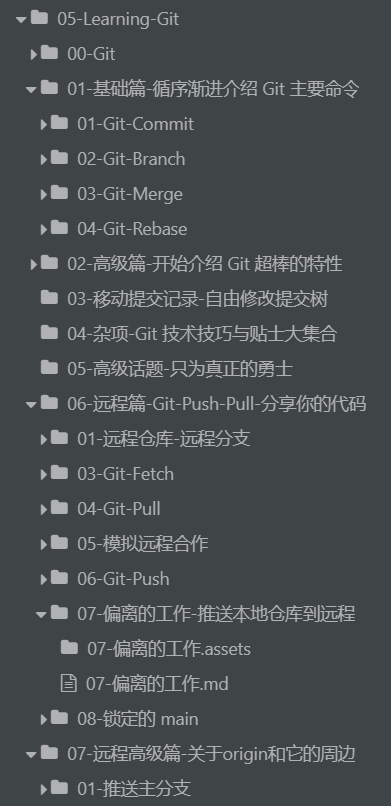 05-Learning-Git
00-Git
01-基础篇-循序渐进介绍 Git 主要命令
01-Git-Commit
02-Git-Branch
03-Git-Merge
04-Git-Rebase
02-高级篇-开始介绍 Git 超棒的特性
03-移动提交记录-自由修改提交树
04-杂项-Git 技术技巧与贴士大集合
05-高级话题-只为真正的勇士
06-远程篇-Git-Push-Pull-分享你的代码
01-远程仓库-远程分支
03-Git-Fetch
04-Git-Pull
05-模拟远程合作
06-Git-Push
07-偏离的工作-推送本地仓库到远程
07-偏离的工作.assets
07-偏离的工作.md
08-锁定的 main
07-远程高级篇-关于origin和它的周边
01-推送主分支